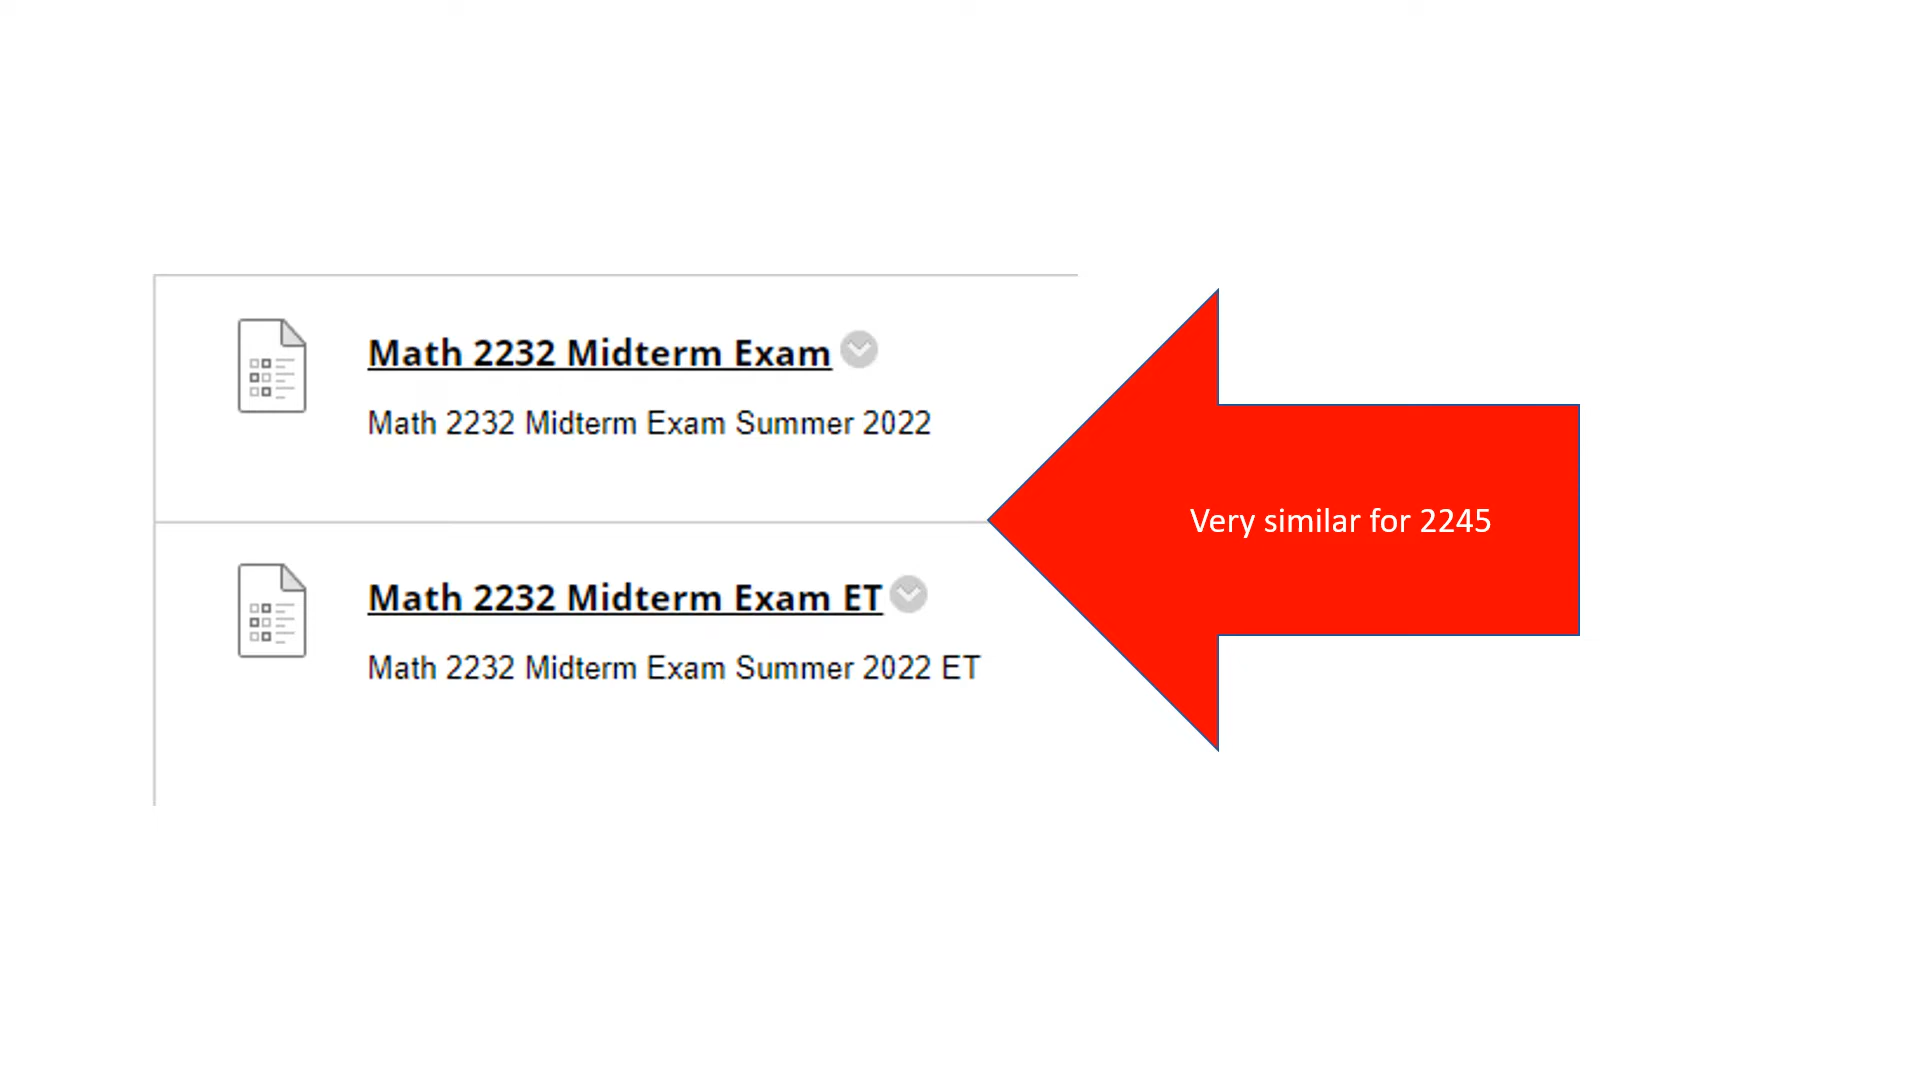 Math 2232 Midterm Exam
Math 2232 Midterm Exam Summer 2022
Very similar for 2245
Math 2232 Midterm Exam ET
Math 2232 Midterm Exam Summer 2022 ET